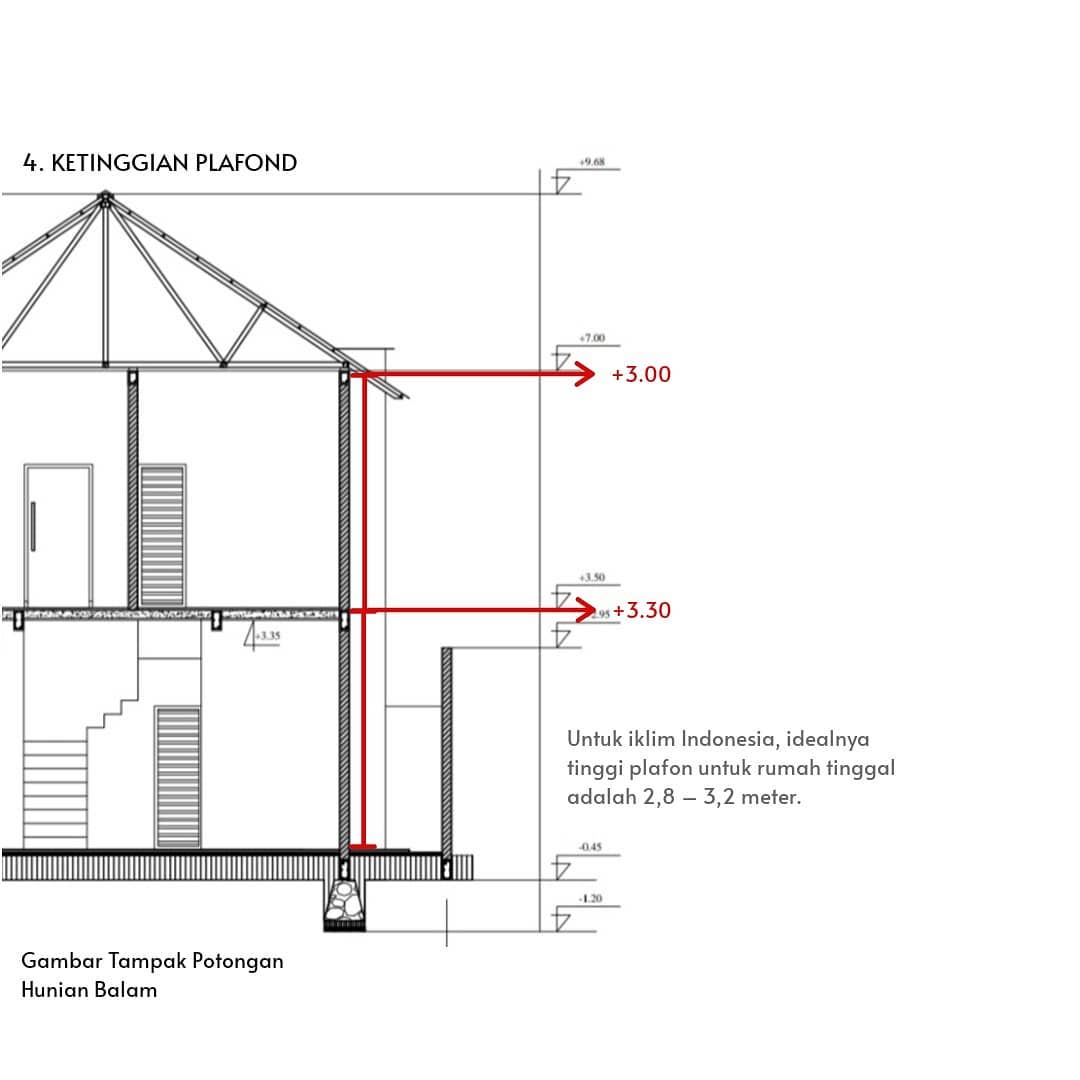 4. KETINGGIAN PLAFOND
+9.68
+7.00
+3.00
+3.50
+3.30
+3.35
Untuk iklim Indonesia, idealnya
tinggi plafon untuk rumah tinggal
adalah 2,8 – 3,2 meter.
-0.45
-1.20
Gambar Tampak Potongan
Hunian Balam